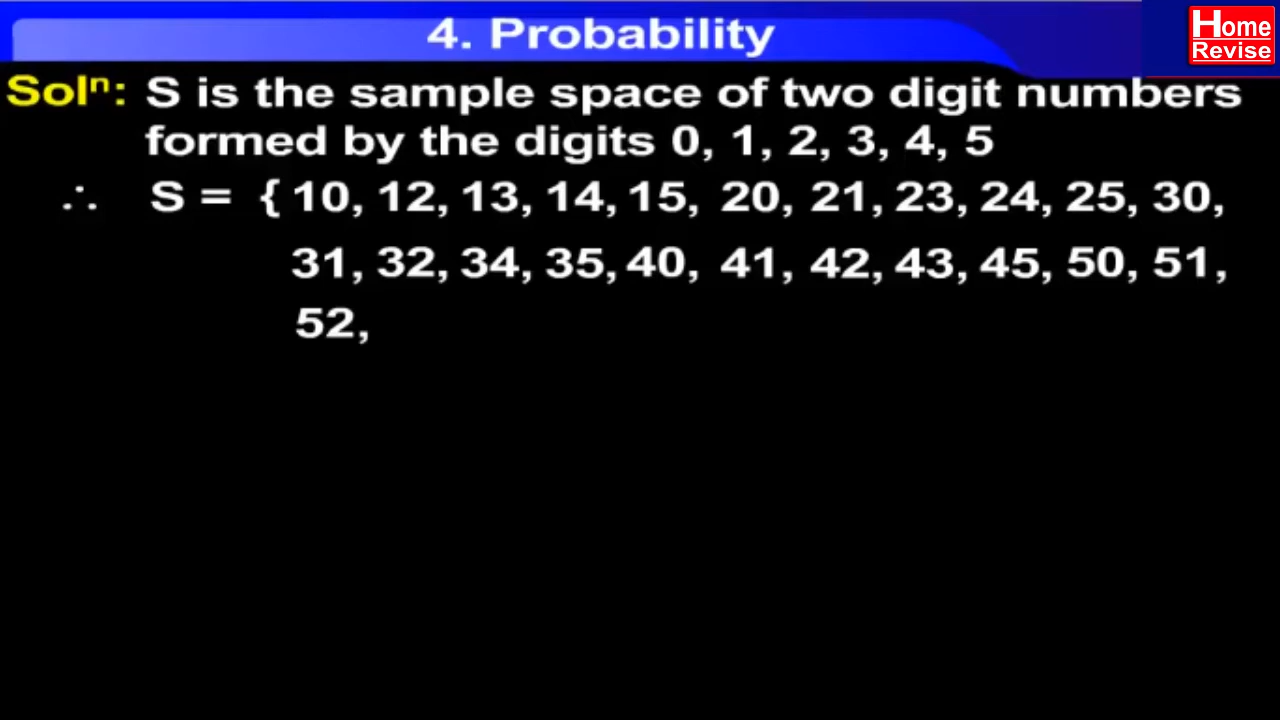 4. Probability
Home
Revise
Solⁿ: S is the sample space of two digit numbers
formed by the digits 0, 1, 2, 3, 4, 5
∴ S = { 10, 12, 13, 14, 15, 20, 21, 23, 24, 25, 30,
31, 32, 34, 35, 40, 41, 42, 43, 45, 50, 51,
52,